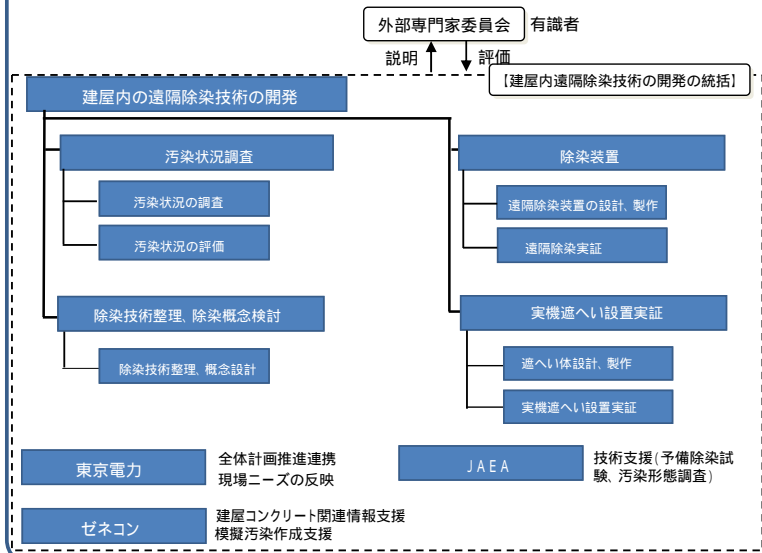 外部専門家委員会 有識者
説明 評価
【建屋内遠隔除染技術の開発の統括】
建屋内の遠隔除染技術の開発
汚染状況調査
汚染状況の調査
汚染状況の評価
除染技術整理、除染概念検討
除染技術整理、概念設計
除染装置
遠隔除染装置の設計、製作
遠隔除染実証
実機遮へい設置実証
遮へい体設計、製作
実機遮へい設置実証
東京電力
全体計画推進連携
現場ニーズの反映
JAEA
技術支援(予備除染試
験、汚染形態調査)
ゼネコン
建屋コンクリート関連情報支援
模擬汚染作成支援